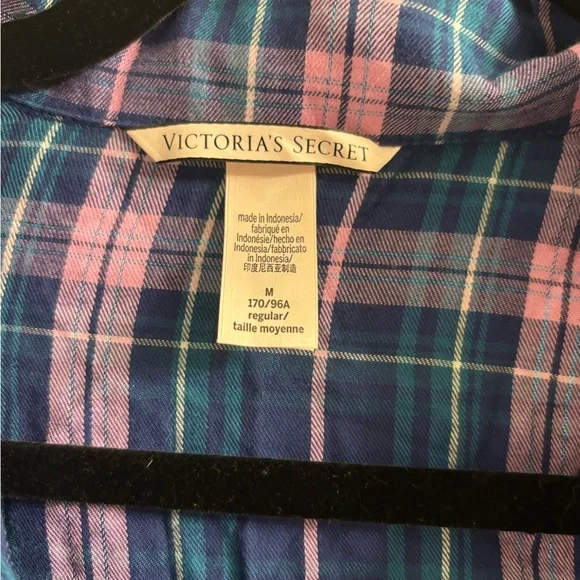 VICTORIA'S SECRET
made in Indonesia/
fabriqué en
Indonésie/hecho en
Indonesia/fabbricato
in Indonesia/
印度尼西亚制造
M
170/96A
regular/
taille moyenne